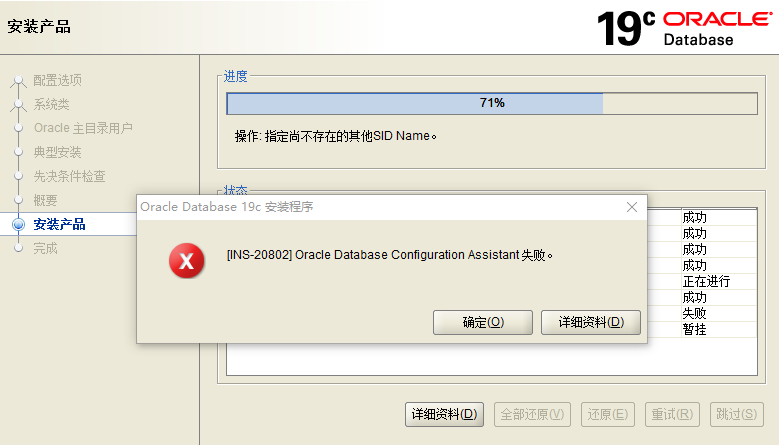 安装产品
19c ORACLE
Database
配置选项
系统类
Oracle 主目录用户
典型安装
先决条件检查
概要
安装产品
完成
进度
71%
操作: 指定尚不存在的其他SID Name。
状态
Oracle Database 19c 安装程序
[INS-20802] Oracle Database Configuration Assistant 失败。
确定(O)
详细资料(D)
成功
成功
成功
成功
正在进行
成功
失败
暂挂
详细资料(D)
全部还原(V)
还原(E)
重试(R)
跳过(S)